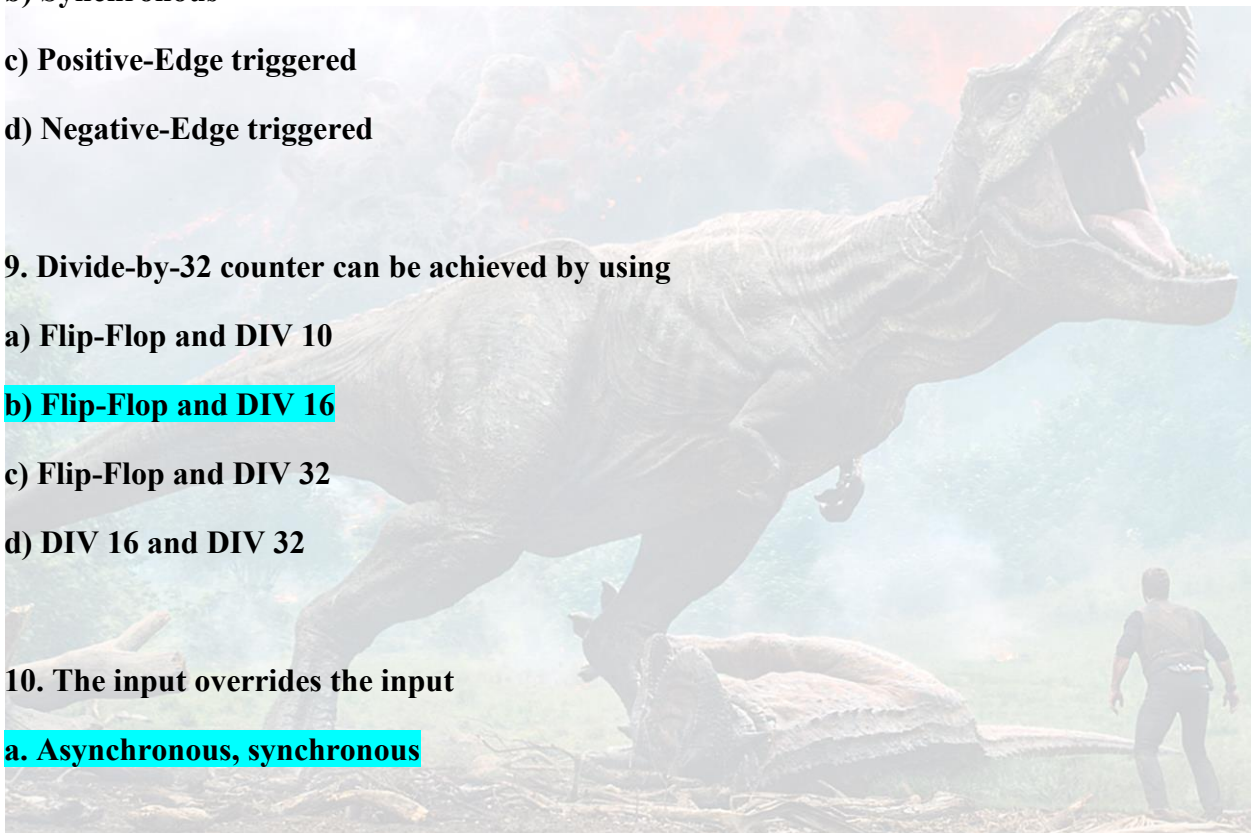 b) Synchronous
c) Positive-Edge triggered
d) Negative-Edge triggered
9. Divide-by-32 counter can be achieved by using
a) Flip-Flop and DIV 10
b) Flip-Flop and DIV 16
c) Flip-Flop and DIV 32
d) DIV 16 and DIV 32
10. The input overrides the input
a. Asynchronous, synchronous